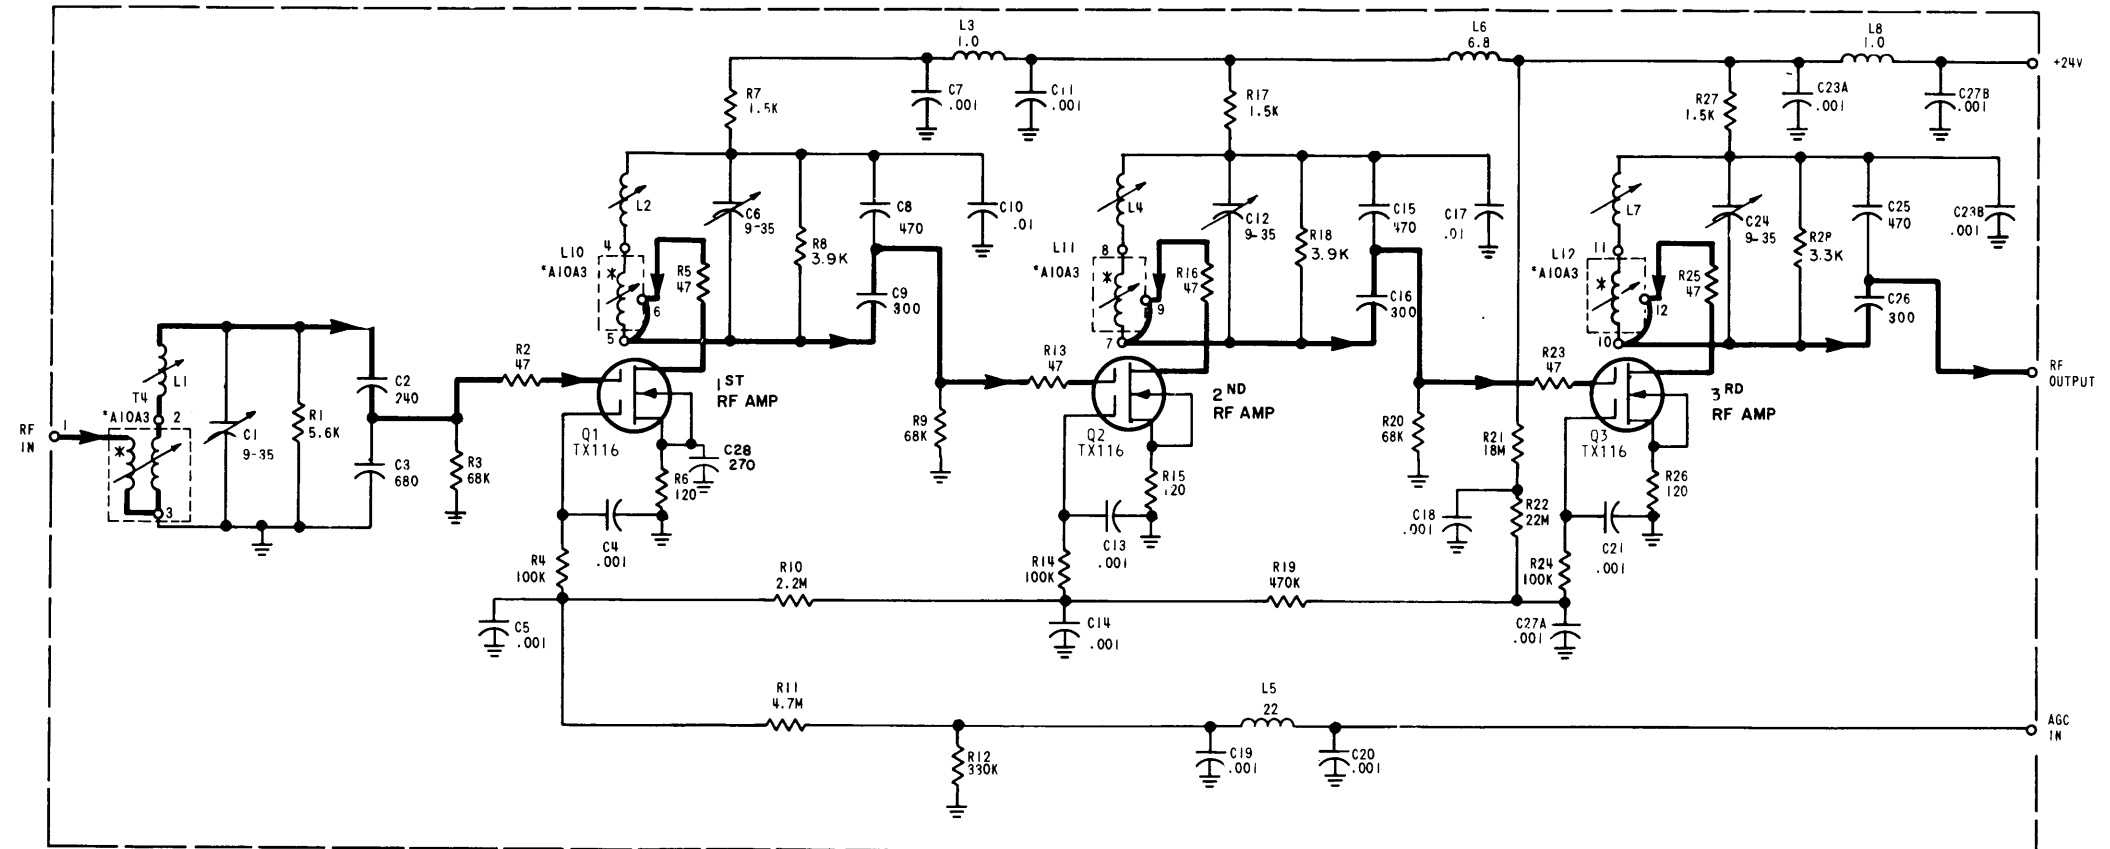 L3
1.0
L6
6.8
L8
1.0
+24V
R7
1.5K
C7
.001
C11
.001
R17
1.5K
R27
1.5K
C23A
.001
C27B
.001
L2
C6
9-35
R8
3.9K
C8
470
C10
.01
L4
C12
9-35
R18
3.9K
C15
470
C17
.01
L7
C24
9-35
3.3K
C25
470
C23B
.001
L10
*A10A3
4
*
5
6
R5
47
C9
300
L11
*A10A3
8
*
7
9
R16
47
C16
300
L12
*A10A3
11
*
10
12
R25
47
C26
300
RF
IN
1
T4
*A10A3
2
*
3
L1
C1
9-35
R1
5.6K
C2
240
C3
680
R3
68K
R2
47
1ST
RF AMP
Q1
TX116
C28
270
R6
120
C4
.001
R4
100K
C5
.001
R9
68K
R13
47
2ND
RF AMP
Q2
TX116
R15
120
C13
.001
R14
100K
C14
.001
R10
2.2M
R19
470K
R20
68K
R21
18M
C18
.001
R22
22M
R23
47
3RD
RF AMP
Q3
TX116
R26
120
C21
.001
R24
100K
C27A
.001
RF
OUTPUT
R11
4.7M
R12
330K
L5
22
C19
.001
C20
.001
AGC
IN